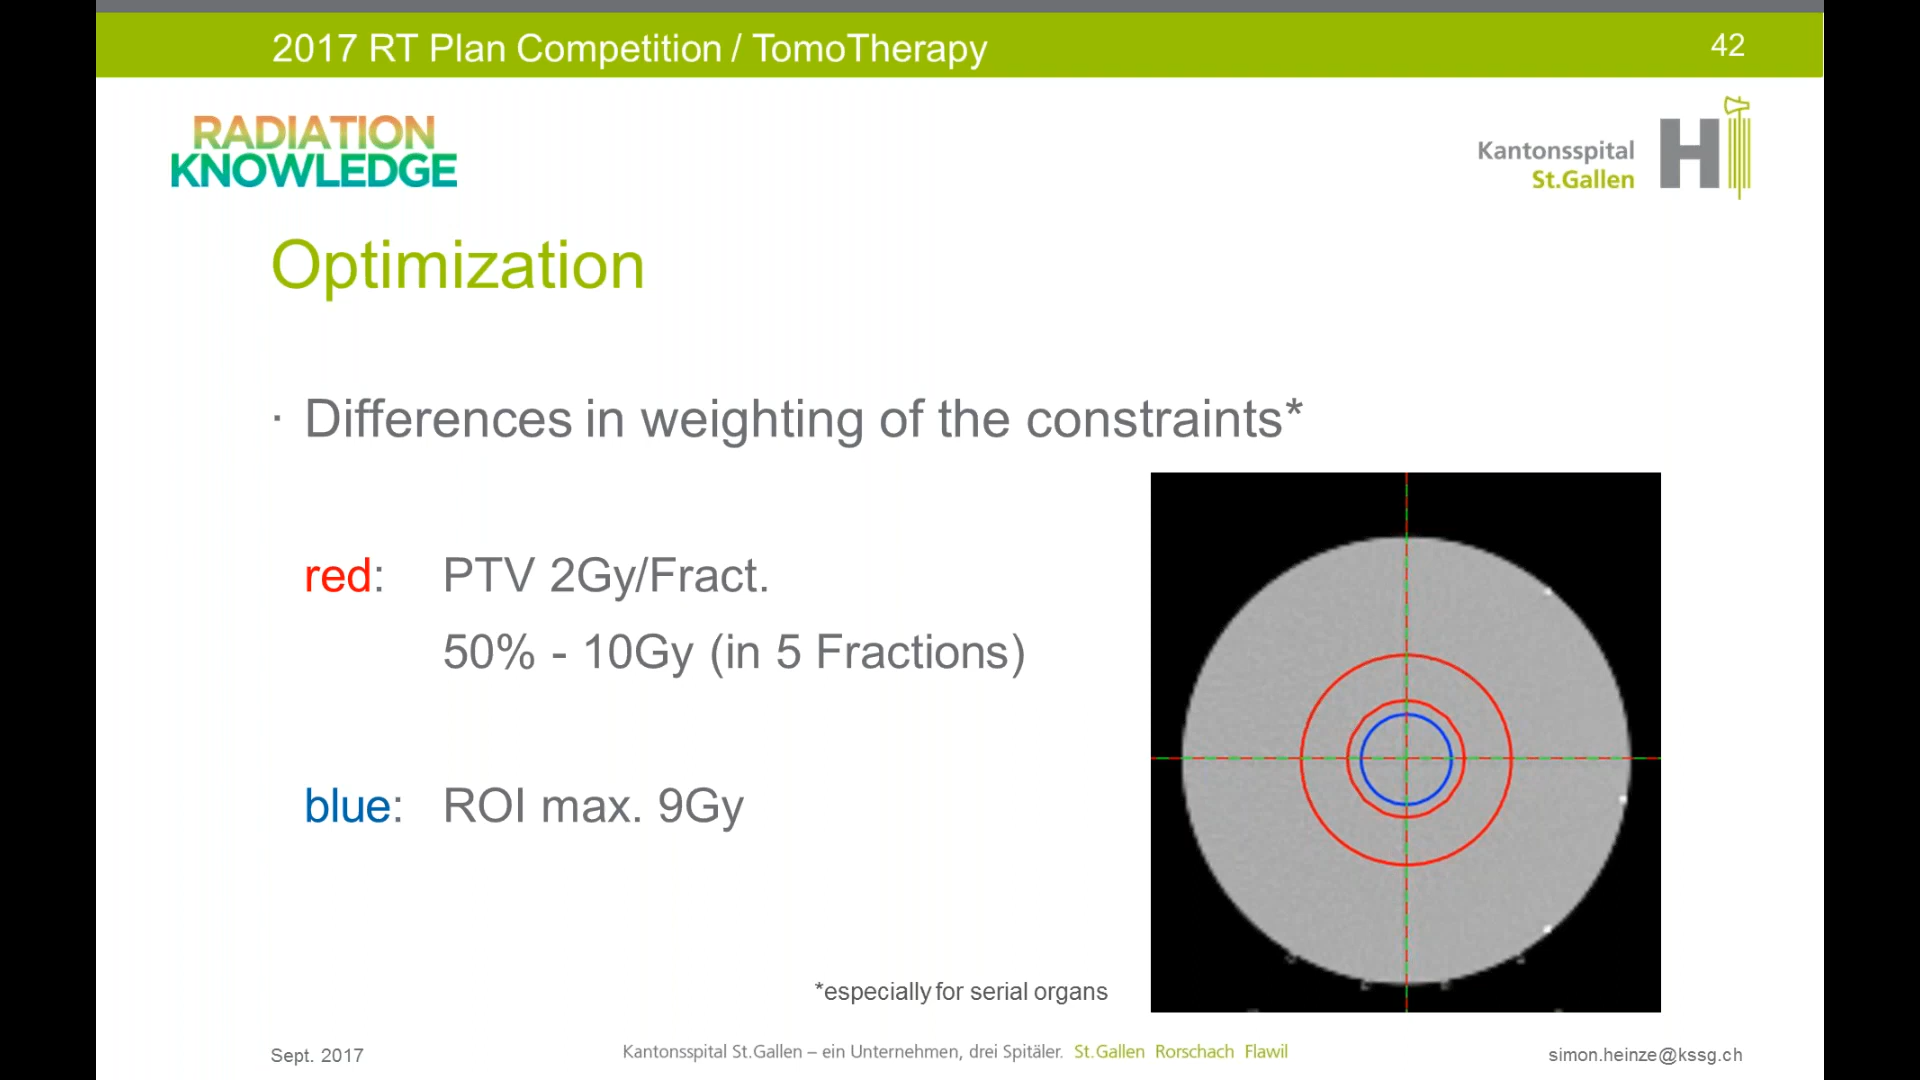 2017 RT Plan Competition / TomoTherapy
42
RADIATION
KNOWLEDGE
Kantonsspital
St.Gallen
H
Optimization
· Differences in weighting of the constraints*
red: PTV 2Gy/Fract.
50% - 10Gy (in 5 Fractions)
blue: ROI max. 9Gy
*especially for serial organs
Sept. 2017
Kantonsspital St.Gallen – ein Unternehmen, drei Spitäler. St.Gallen Rorschach Flawil
simon.heinze@kssg.ch